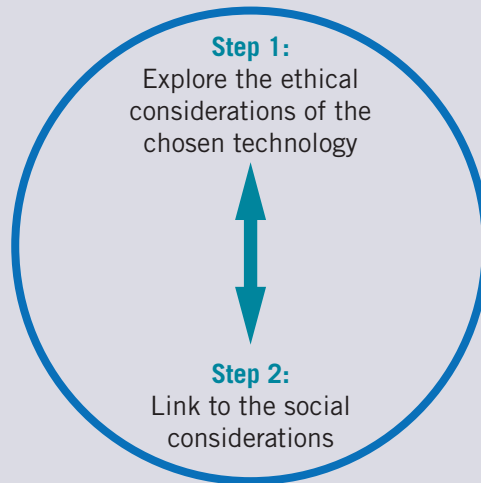 Step 1:
Explore the ethical
considerations of the
chosen technology
Step 2:
Link to the social
considerations